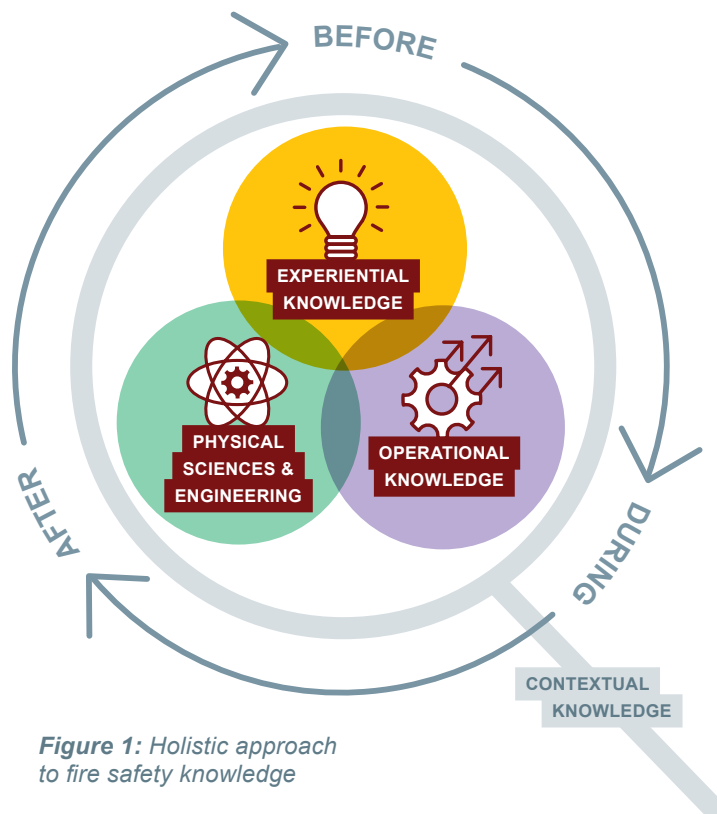 BEFORE
EXPERIENTIAL
KNOWLEDGE
PHYSICAL
SCIENCES &
ENGINEERING
OPERATIONAL
KNOWLEDGE
AFTER
DURING
CONTEXTUAL
KNOWLEDGE
Figure 1: Holistic approach
to fire safety knowledge